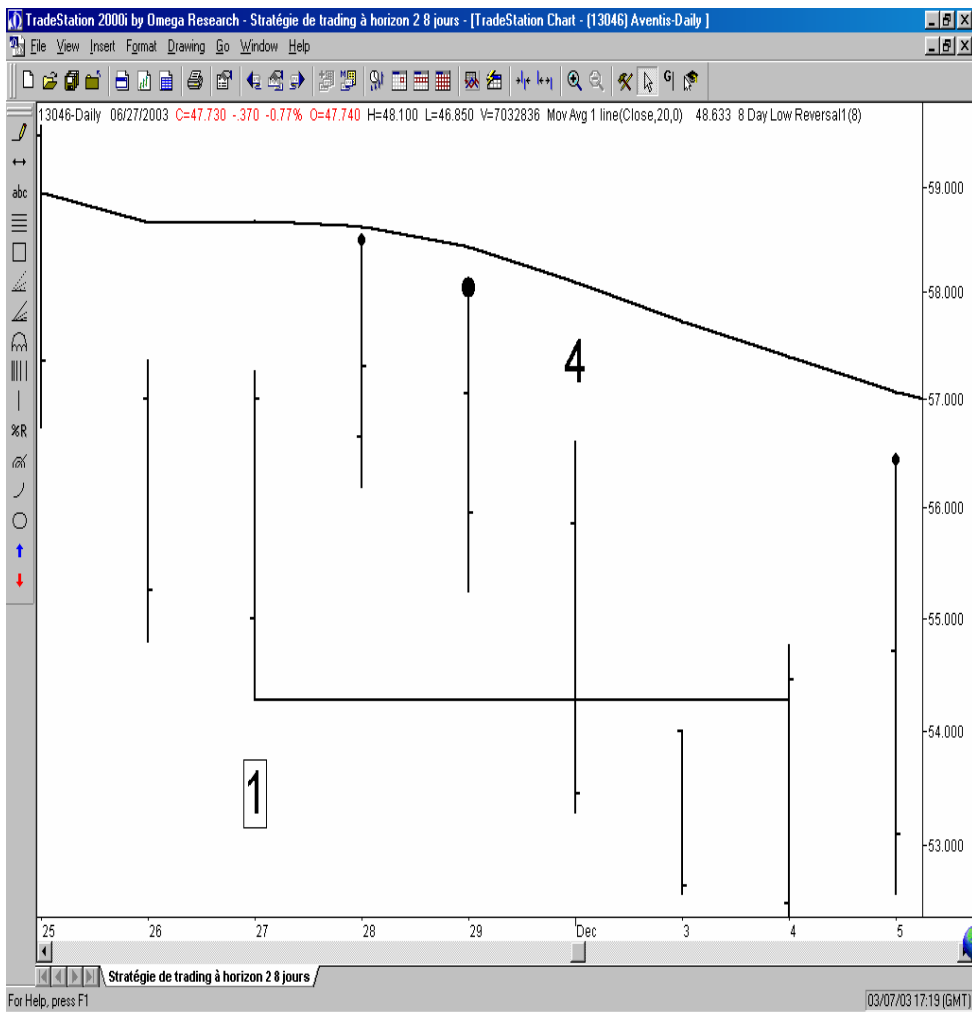 TradeStation 2000i by Omega Research - Stratégie de trading à horizon 2 8 jours - [TradeStation Chart - (13046) Aventis-Daily ]
File View Insert Format Drawing Go Window Help
13046-Daily 06/27/2003 C=47.730 -.370 -0.77% O=47.740 H=48.100 L=46.850 V=7032836 Mov Avg 1 line(Close,20,0) 48.633 8 Day Low Reversal1(8)
abc
%R
59.000
58.000
4
57.000
56.000
55.000
54.000
1
53.000
25 26 27 28 29 Dec 3 4 5
Stratégie de trading à horizon 2 8 jours
For Help, press F1 03/07/03 17:19 (GMT)